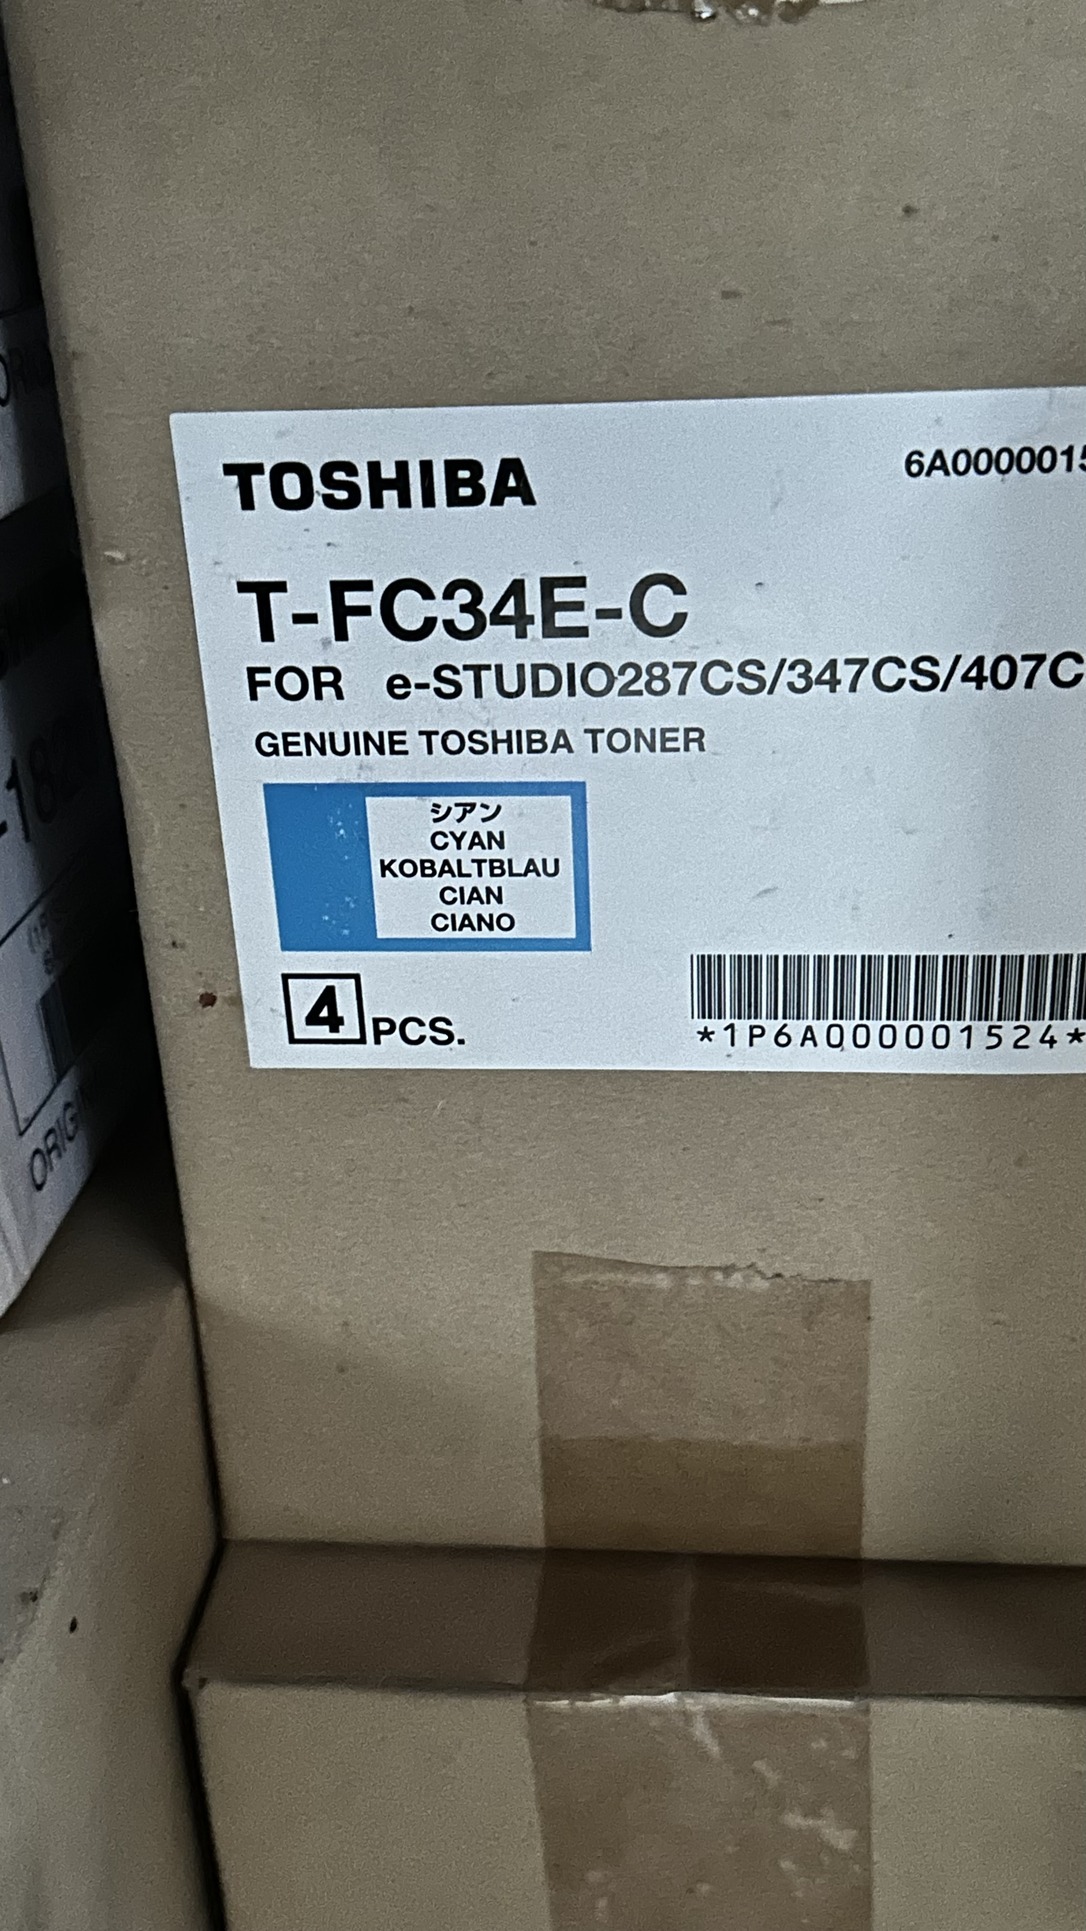 TOSHIBA
6A0000015
T-FC34E-C
FOR e-STUDIO287CS/347CS/407C
GENUINE TOSHIBA TONER
シアン
CYAN
KOBALTBLAU
CIAN
CIANO
4 PCS.
*1P6A000001524*
ORIG